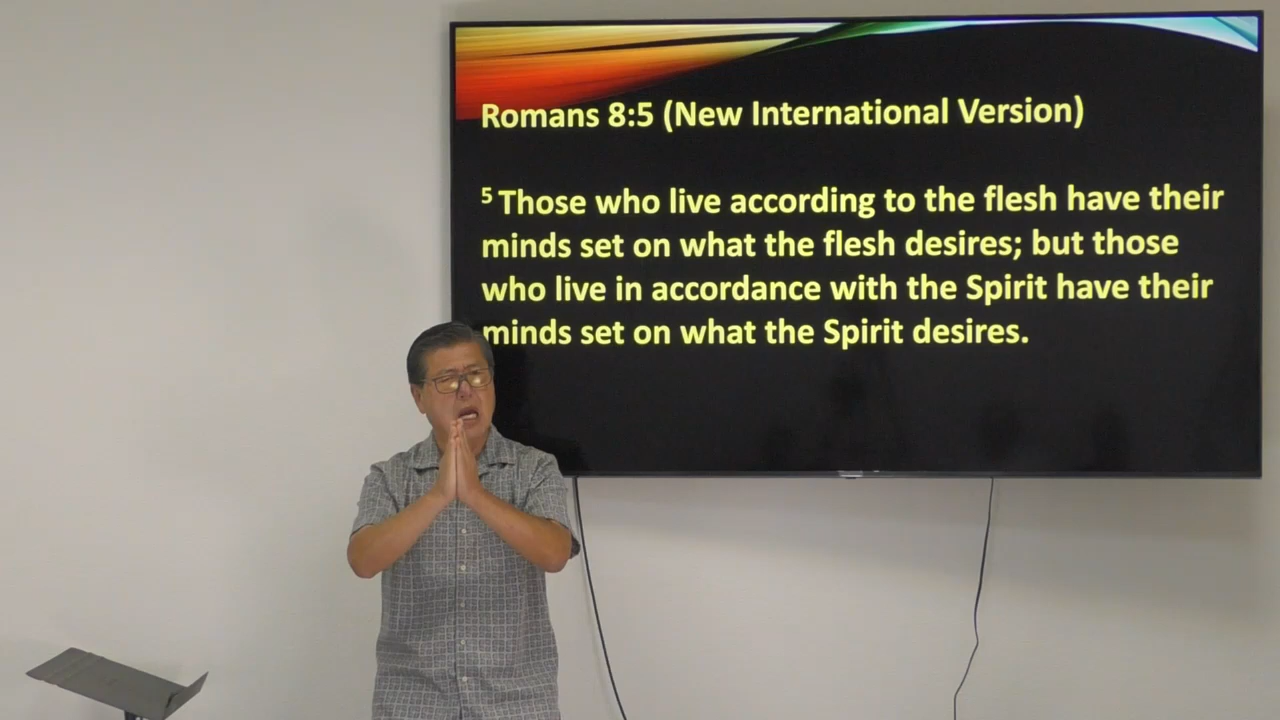 Romans 8:5 (New International Version)
⁵ Those who live according to the flesh have their
minds set on what the flesh desires; but those
who live in accordance with the Spirit have their
minds set on what the Spirit desires.